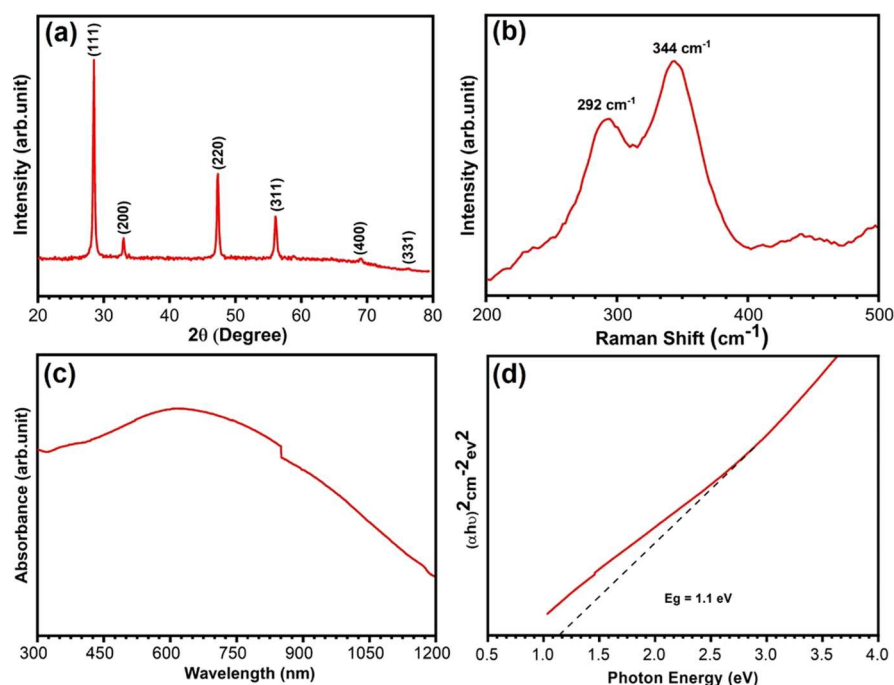 (a)
(111)
(200)
(220)
(311)
(400)
(331)
Intensity (arb.unit)
20 30 40 50 60 70 80
2θ (Degree)
(b)
292 cm-1
344 cm-1
Intensity (arb.unit)
200 300 400 500
Raman Shift (cm-1)
(c)
Absorbance (arb.unit)
300 450 600 750 900 1050 1200
Wavelength (nm)
(d)
(αhυ)2cm-2ev2
Eg = 1.1 eV
0.5 1.0 1.5 2.0 2.5 3.0 3.5 4.0
Photon Energy (eV)